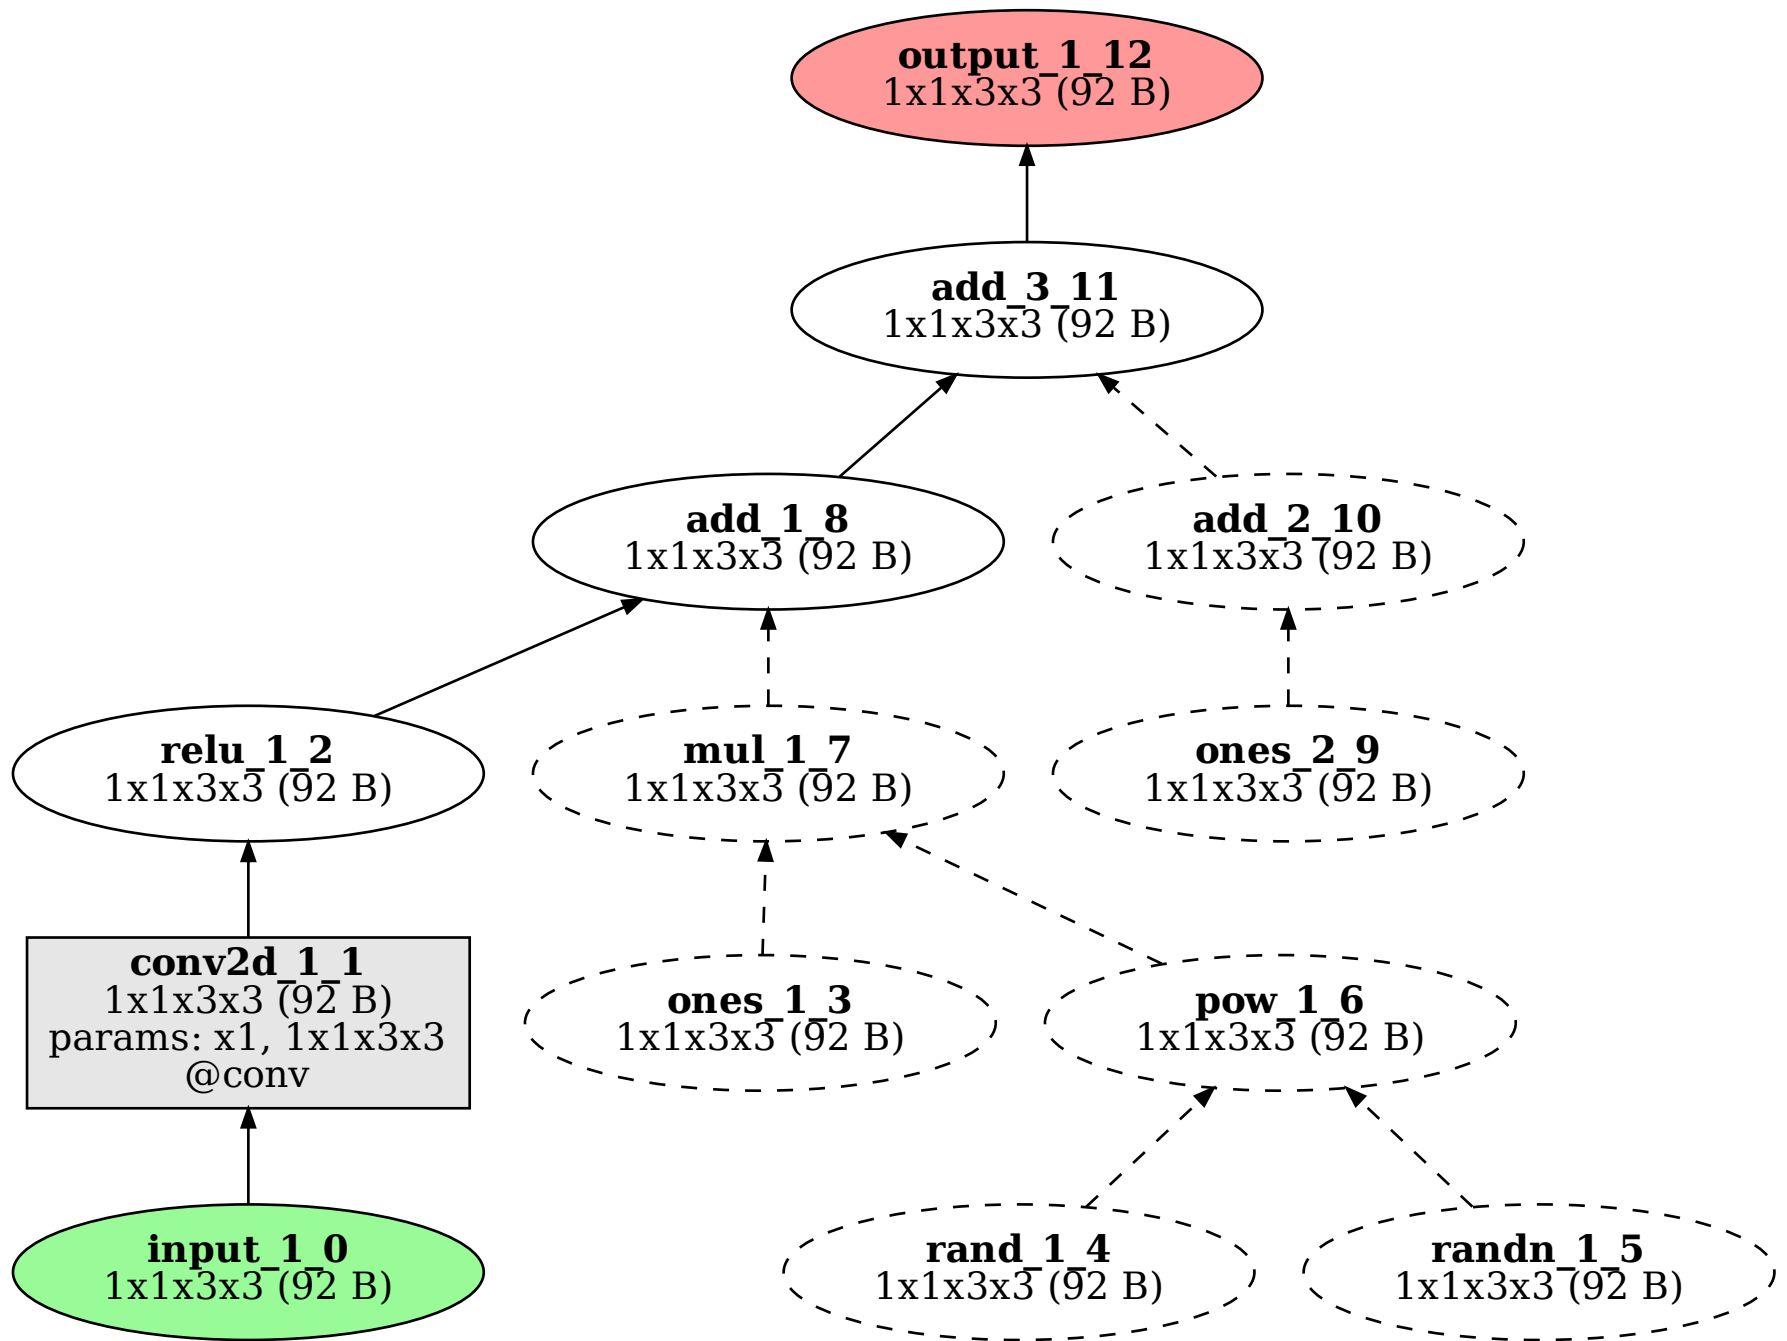 output_1_12
1x1x3x3 (92 B)
add_3_11
1x1x3x3 (92 B)
add_1_8
1x1x3x3 (92 B)
add_2_10
1x1x3x3 (92 B)
relu_1_2
1x1x3x3 (92 B)
mul_1_7
1x1x3x3 (92 B)
ones_2_9
1x1x3x3 (92 B)
conv2d_1_1
1x1x3x3 (92 B)
params: x1, 1x1x3x3
@conv
ones_1_3
1x1x3x3 (92 B)
pow_1_6
1x1x3x3 (92 B)
input_1_0
1x1x3x3 (92 B)
rand_1_4
1x1x3x3 (92 B)
randn_1_5
1x1x3x3 (92 B)